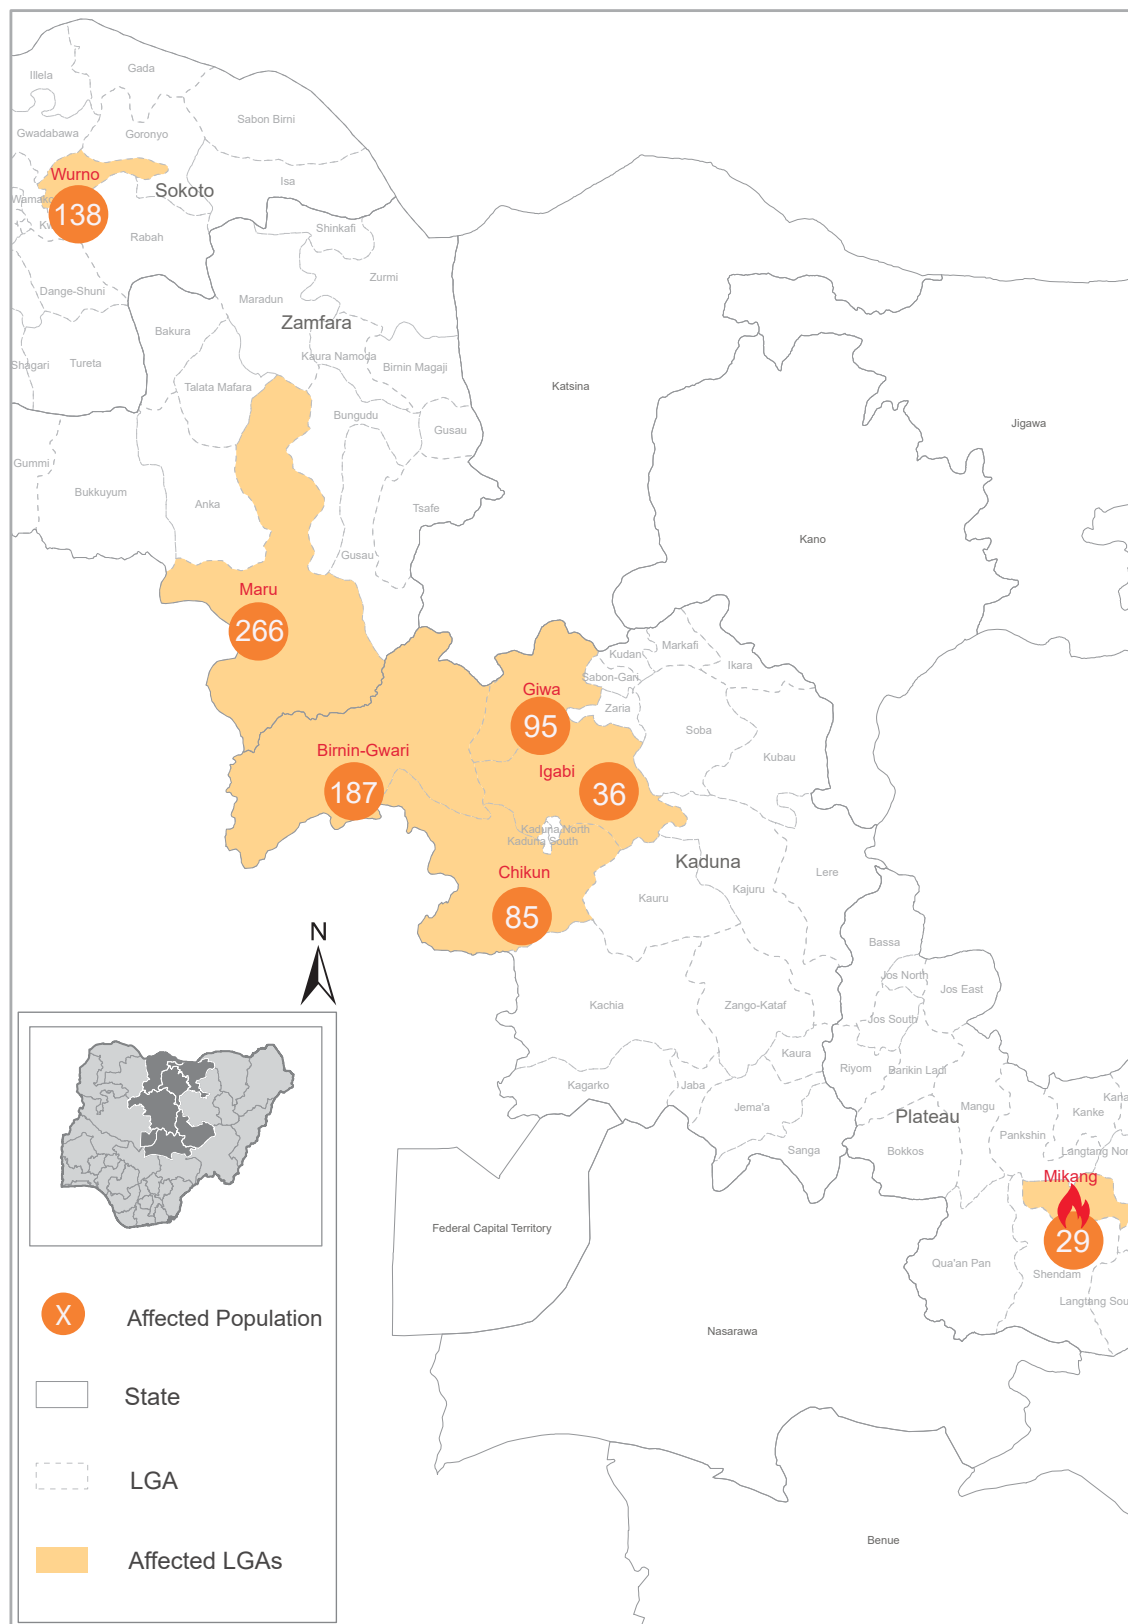 Illela
Gada
Sabon Birni
Gwadabawa
Goronyo
Wurno
Isa
Sokoto
138
Rabah
Shinkafi
Zurmi
Dange-Shuni
Maradun
Zamfara
Bakura
Kaura Namoda
Shagari
Tureta
Birnin Magaji
Talata Mafara
Katsina
Bungudu
Jigawa
Gusau
Gummi
Bukkuyum
Anka
Tsafe
Kano
Gusau
Maru
266
Markafi
Kudan
Ikara
Sabon-Gari
Giwa
Zaria
95
Soba
Birnin-Gwari
Kubau
Igabi
187
36
Kaduna North
Kaduna South
Kaduna
Chikun
Lere
Kajuru
Kauru
85
N
Bassa
Jos North
Jos East
Kachia
Zango-Kataf
Jos South
Kaura
Riyom
Barikin Ladi
Kagarko
Jaba
Jema'a
Mangu
Kanke
Plateau
Pankshin
Bokkos
Sanga
Mikang
Federal Capital Territory
29
Qua'an Pan
Shendam
Nasarawa
X
Affected Population
State
LGA
Benue
Affected LGAs